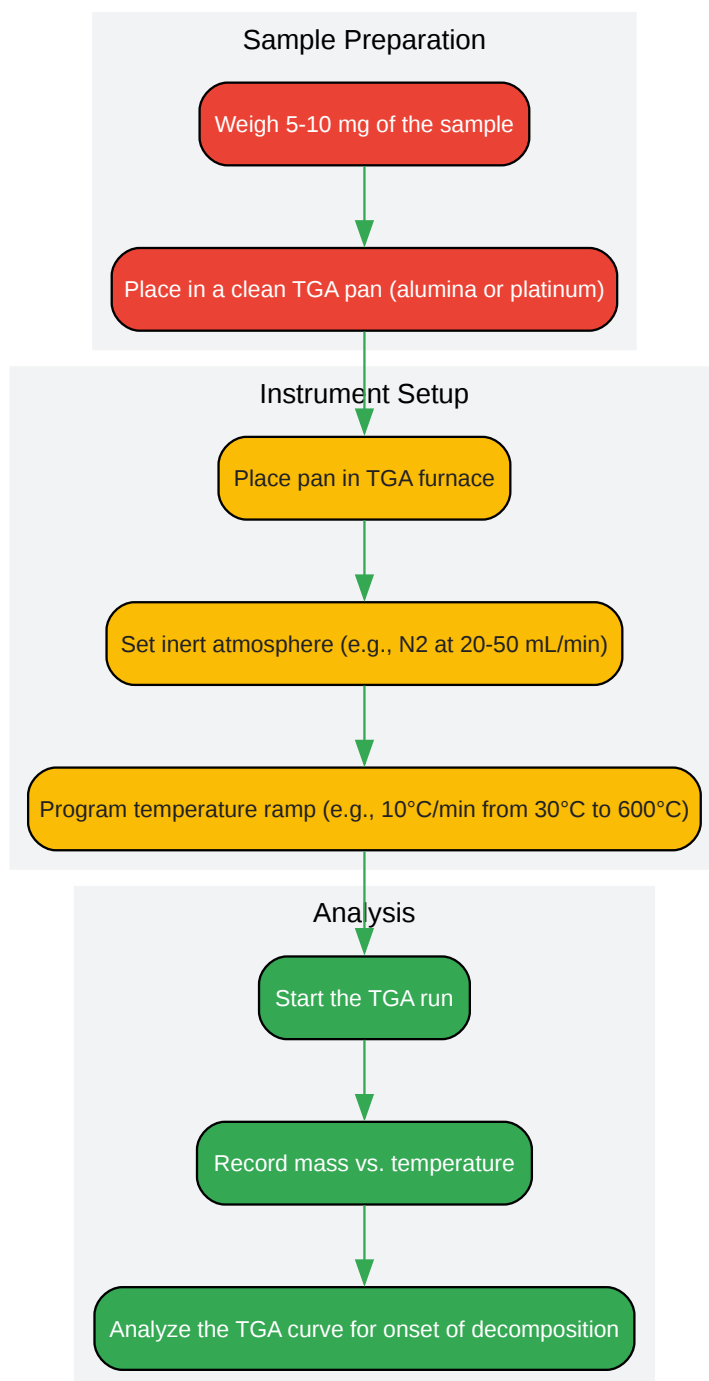 Sample Preparation
Weigh 5-10 mg of the sample
Place in a clean TGA pan (alumina or platinum)
Instrument Setup
Place pan in TGA furnace
Set inert atmosphere (e.g., N2 at 20-50 mL/min)
Program temperature ramp (e.g., 10°C/min from 30°C to 600°C)
Analysis
Start the TGA run
Record mass vs. temperature
Analyze the TGA curve for onset of decomposition